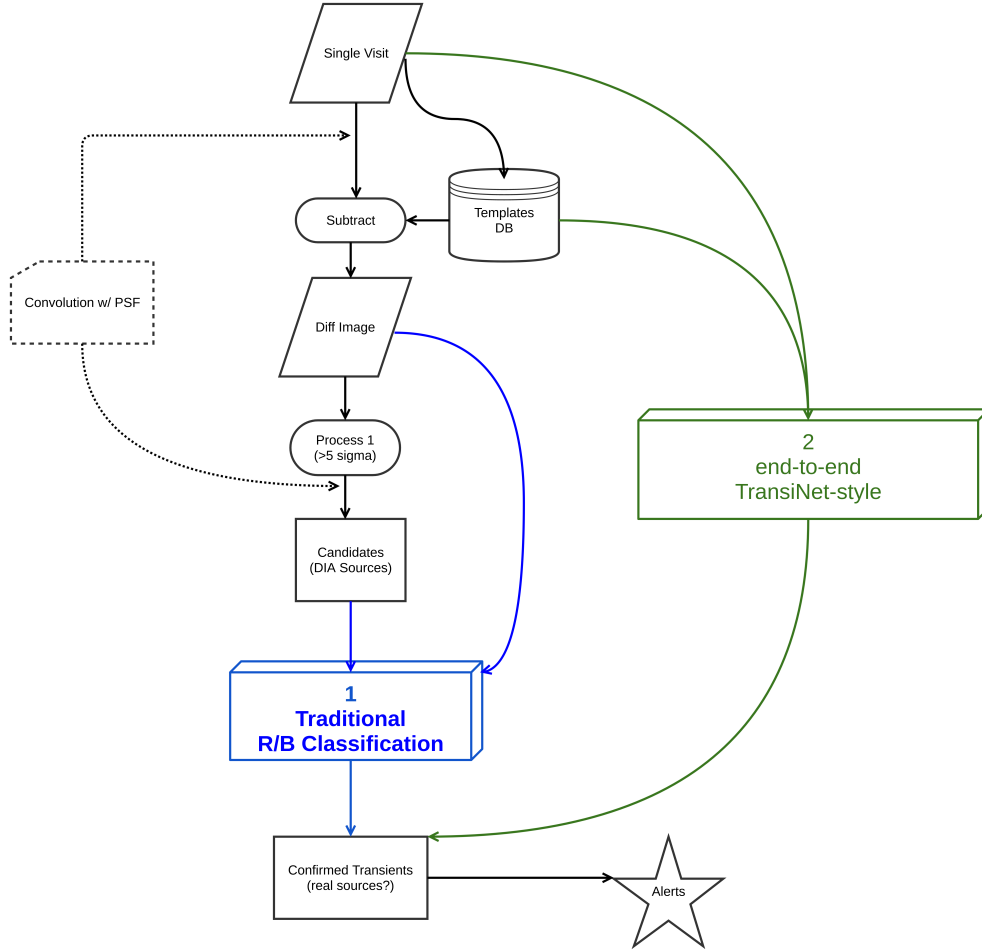 Single Visit
Subtract
Templates
DB
Convolution w/ PSF
Diff Image
Process 1
(>5 sigma)
2
end-to-end
TransiNet-style
Candidates
(DIA Sources)
1
Traditional
R/B Classification
Confirmed Transients
(real sources?)
Alerts